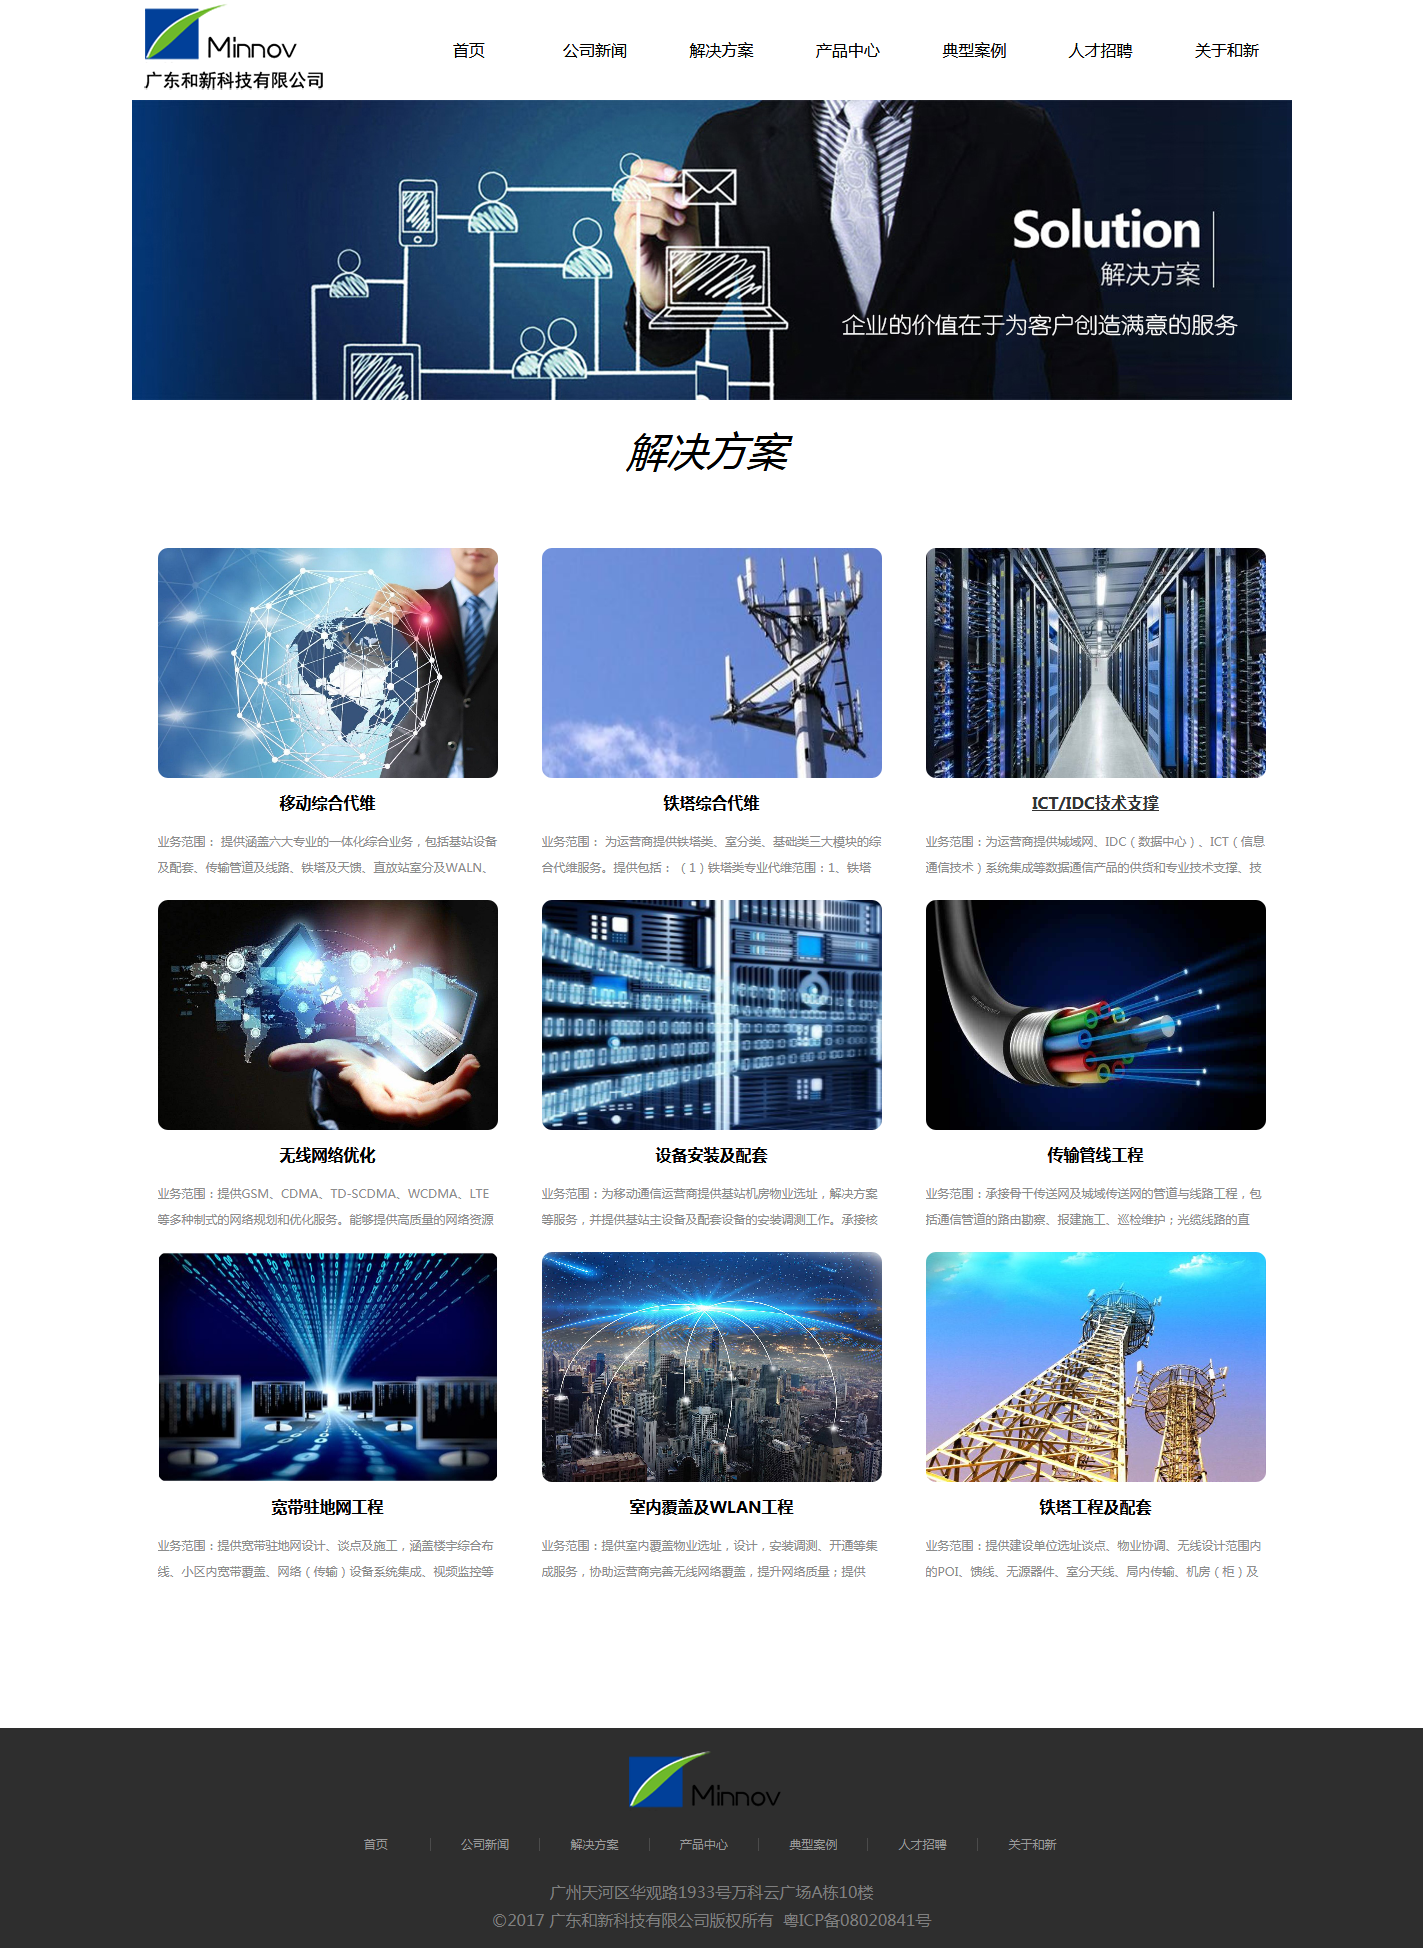 Minnov
广东和新科技有限公司
首页 公司新闻 解决方案 产品中心 典型案例 人才招聘 关于和新
Solution
解决方案
企业的价值在于为客户创造满意的服务
解决方案
移动综合代维
业务范围： 提供涵盖六大专业的一体化综合业务，包括基站设备
及配套、传输管道及线路、铁塔及天馈、直放站室分及WALN、
铁塔综合代维
业务范围： 为运营商提供铁塔类、室分类、基础类三大模块的综
合代维服务。提供包括：（1）铁塔类专业代维范围：1、铁塔
ICT/IDC技术支撑
业务范围：为运营商提供城域网、IDC（数据中心）、ICT（信息
通信技术）系统集成等数据通信产品的供货和专业技术支撑、技
无线网络优化
业务范围：提供GSM、CDMA、TD-SCDMA、WCDMA、LTE
等多种制式的网络规划和优化服务。能够提供高质量的网络资源
设备安装及配套
业务范围：为移动通信运营商提供基站机房物业选址，解决方案
等服务，并提供基站主设备及配套设备的安装调测工作。承接核
传输管线工程
业务范围：承接骨干传送网及城域传送网的管道与线路工程，包
括通信管道的路由勘察、报建施工、巡检维护；光缆线路的直
宽带驻地网工程
业务范围：提供宽带驻地网设计、谈点及施工，涵盖楼宇综合布
线、小区内宽带覆盖、网络（传输）设备系统集成、视频监控等
室内覆盖及WLAN工程
业务范围：提供室内覆盖物业选址，设计，安装调测、开通等集
成服务，协助运营商完善无线网络覆盖，提升网络质量；提供
铁塔工程及配套
业务范围：提供建设单位选址谈点、物业协调、无线设计范围内
的POI、馈线、无源器件、室分天线、局内传输、机房（柜）及
Minnov
首页 公司新闻 解决方案 产品中心 典型案例 人才招聘 关于和新
广州天河区华观路1933号万科云广场A栋10楼
©2017 广东和新科技有限公司版权所有 粤ICP备08020841号